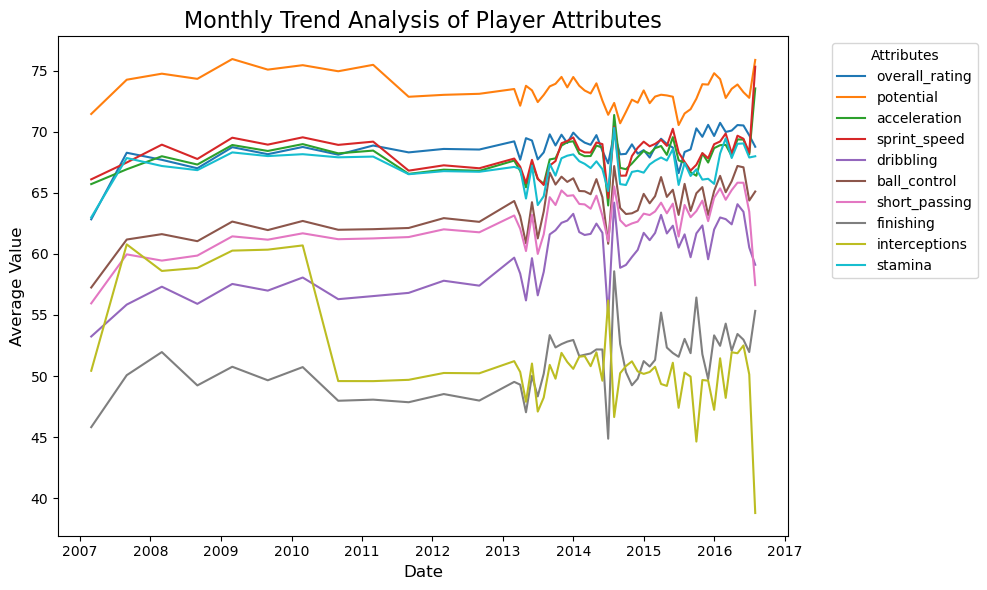 Monthly Trend Analysis of Player Attributes
Average Value
75
70
65
60
55
50
45
40
2007 2008 2009 2010 2011 2012 2013 2014 2015 2016 2017
Date
Attributes
overall_rating
potential
acceleration
sprint_speed
dribbling
ball_control
short_passing
finishing
interceptions
stamina